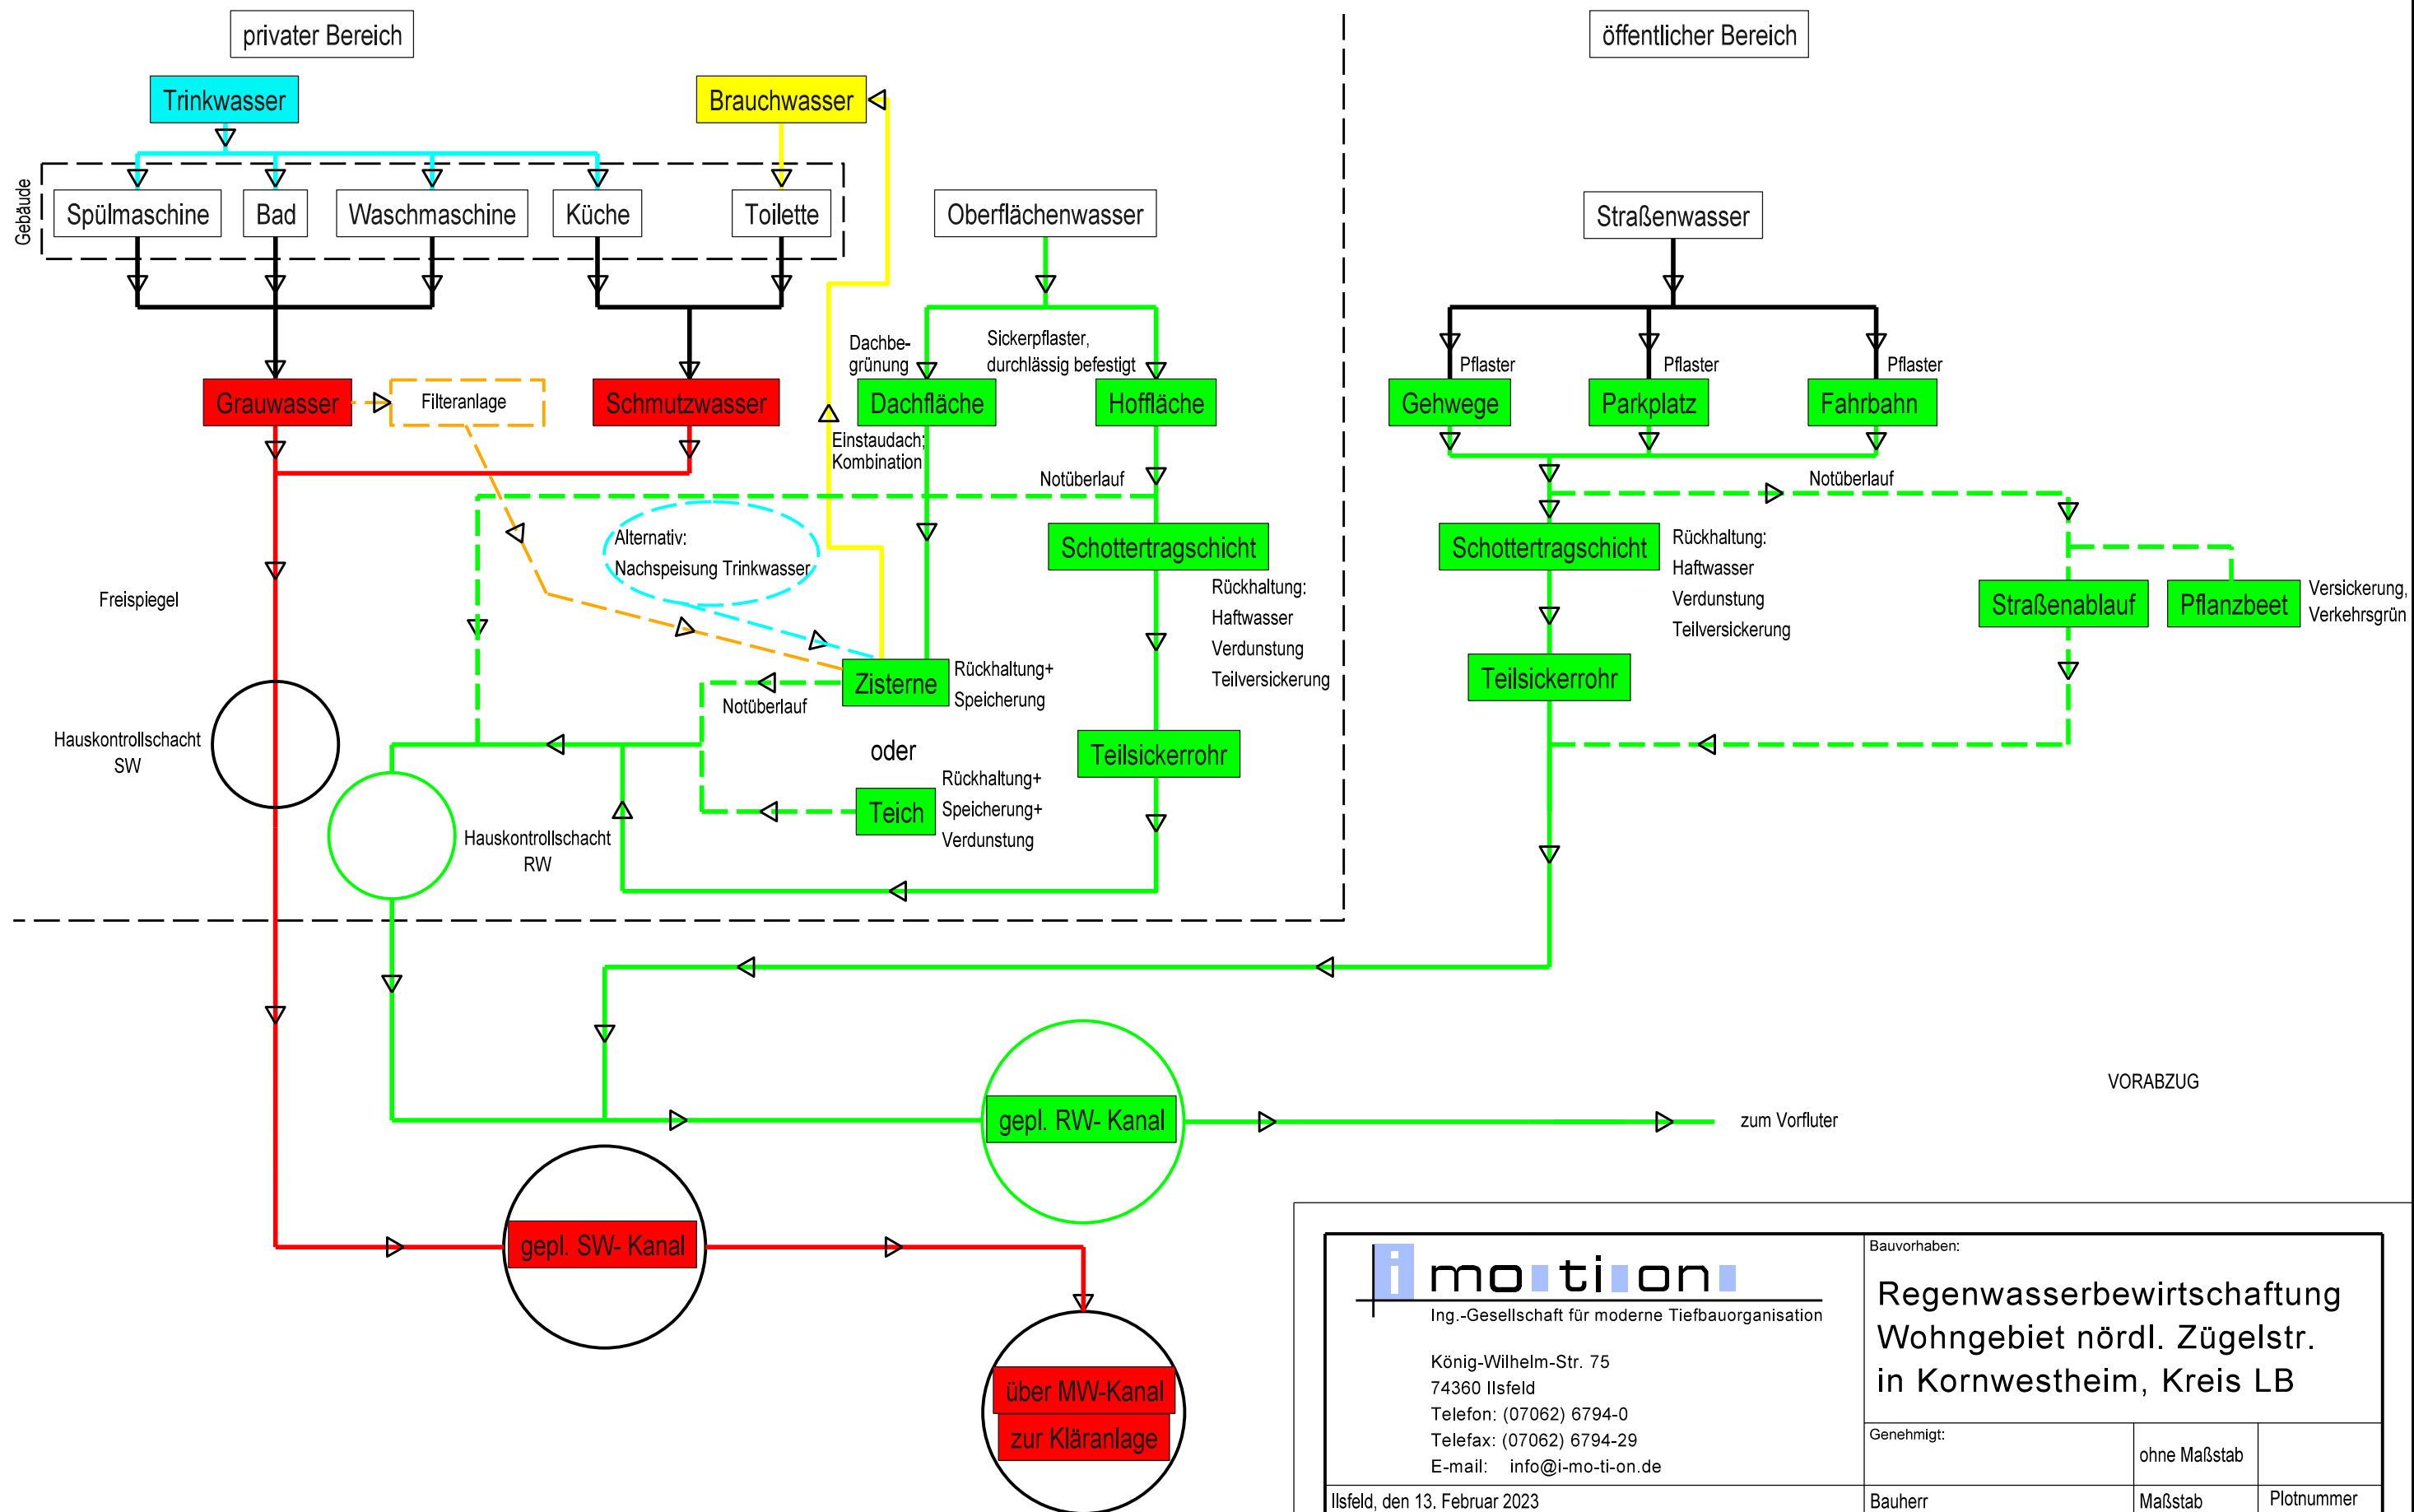 privater Bereich
öffentlicher Bereich
Trinkwasser
Brauchwasser
Gebäude
Spülmaschine
Bad
Waschmaschine
Küche
Toilette
Oberflächenwasser
Straßenwasser
Dachbe-
grünung
Sickerpflaster,
durchlässig befestigt
Pflaster
Pflaster
Pflaster
Grauwasser
Filteranlage
Schmutzwasser
Dachfläche
Hoffläche
Gehwege
Parkplatz
Fahrbahn
Einstaudach;
Kombination
Notüberlauf
Notüberlauf
Alternativ:
Nachspeisung Trinkwasser
Schottertragschicht
Rückhaltung:
Haftwasser
Verdunstung
Teilversickerung
Schottertragschicht
Rückhaltung:
Haftwasser
Verdunstung
Teilversickerung
Straßenablauf
Pflanzbeet
Versickerung,
Verkehrsgrün
Freispiegel
Zisterne
Rückhaltung+
Speicherung
Notüberlauf
Teilsickerrohr
Hauskontrollschacht
SW
oder
Teilsickerrohr
Teich
Rückhaltung+
Speicherung+
Verdunstung
Hauskontrollschacht
RW
VORABZUG
gepl. RW- Kanal
zum Vorfluter
gepl. SW- Kanal
über MW-Kanal
zur Kläranlage
i mo ti on
Ing.-Gesellschaft für moderne Tiefbauorganisation
König-Wilhelm-Str. 75
74360 Ilsfeld
Telefon: (07062) 6794-0
Telefax: (07062) 6794-29
E-mail: info@i-mo-ti-on.de
Ilsfeld, den 13. Februar 2023
Bauvorhaben:
Regenwasserbewirtschaftung
Wohngebiet nördl. Zügelstr.
in Kornwestheim, Kreis LB
Genehmigt:
ohne Maßstab
Bauherr
Maßstab
Plotnummer